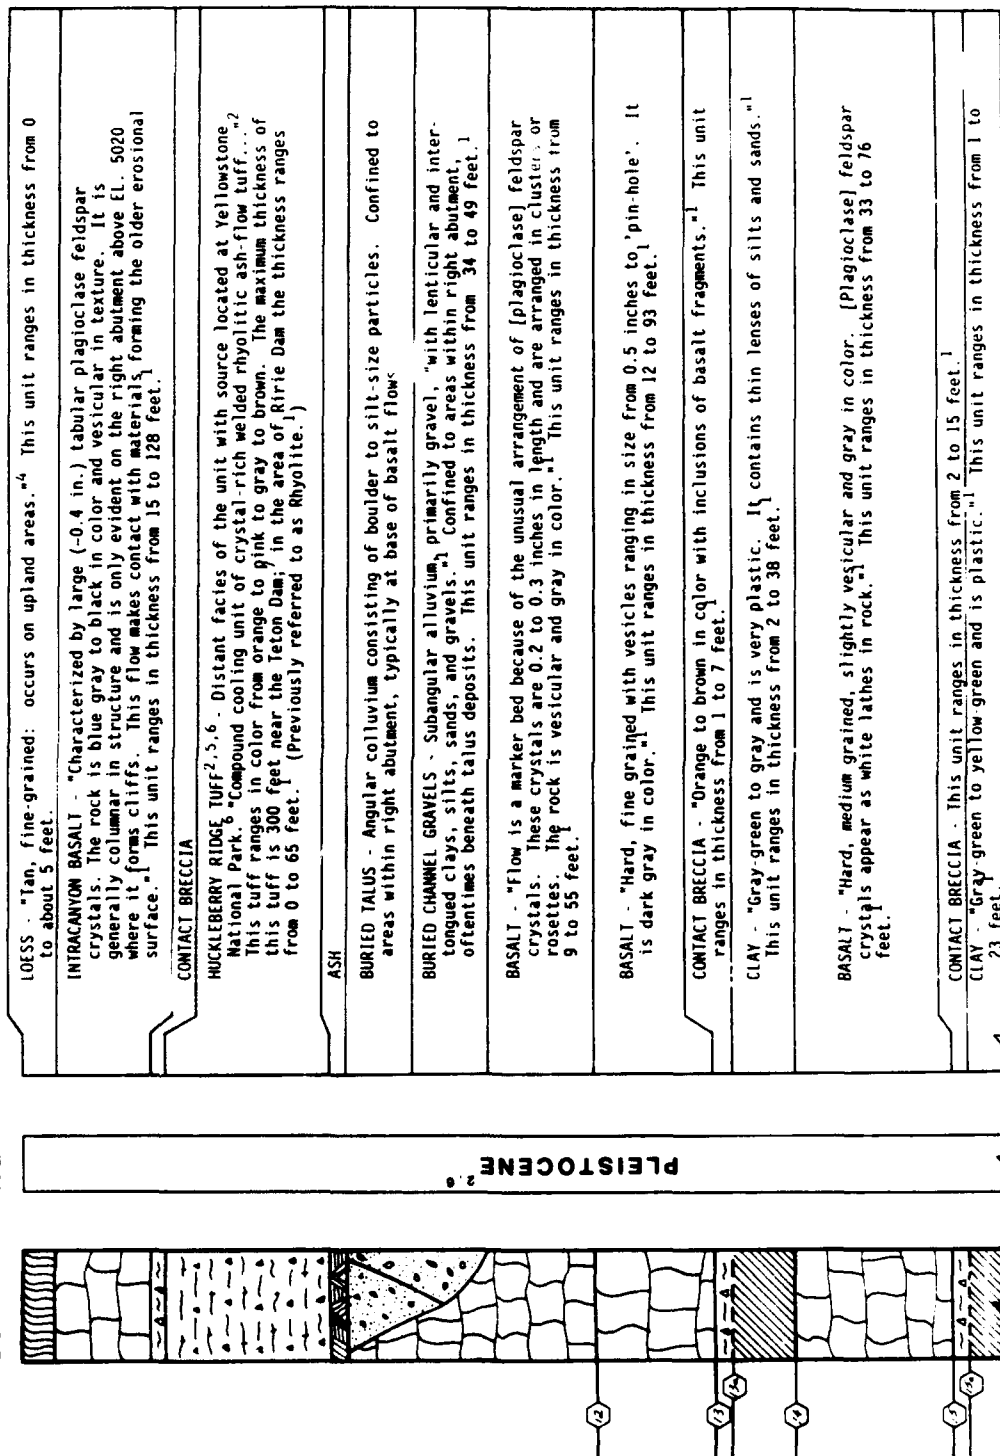 LOESS - "Tan, fine-grained: occurs on upland areas."4 This unit ranges in thickness from 0
to about 5 feet.
INTRACANYON BASALT - "Characterized by large (-0.4 in.) tabular plagioclase feldspar
crystals. The rock is blue gray to black in color and vesicular in texture. It is
generally columnar in structure and is only evident on the right abutment above EL. 5020
where it forms cliffs. This flow makes contact with materials forming the older erosional
surface."1 This unit ranges in thickness from 15 to 128 feet.1
CONTACT BRECCIA
HUCKLEBERRY RIDGE TUFF2,5,6 - Distant facies of the unit with source located at Yellowstone
National Park.6 "Compound cooling unit of crystal-rich welded rhyolitic ash-flow tuff..."2
This tuff ranges in color from orange to pink to gray to brown. The maximum thickness of
this tuff is 300 feet near the Teton Dam;7 in the area of Ririe Dam the thickness ranges
from 0 to 65 feet.1 (Previously referred to as Rhyolite.1)
ASH
BURIED TALUS - Angular colluvium consisting of boulder to silt-size particles. Confined to
areas within right abutment, typically at base of basalt flows
BURIED CHANNEL GRAVELS - Subangular alluvium, primarily gravel, "with lenticular and inter-
tongued clays, silts, sands, and gravels."1 Confined to areas within right abutment,
oftentimes beneath talus deposits. This unit ranges in thickness from 34 to 49 feet.1
BASALT - "Flow is a marker bed because of the unusual arrangement of [plagioclase] feldspar
crystals. These crystals are 0.2 to 0.3 inches in length and are arranged in clusters or
rosettes. The rock is vesicular and gray in color."1 This unit ranges in thickness from
9 to 55 feet.1
BASALT - "Hard, fine grained with vesicles ranging in size from 0.5 inches to 'pin-hole'. It
is dark gray in color."1 This unit ranges in thickness from 12 to 93 feet.1
CONTACT BRECCIA - "Orange to brown in color with inclusions of basalt fragments."1 This unit
ranges in thickness from 1 to 7 feet.1
CLAY - "Gray-green to gray and is very plastic. It contains thin lenses of silts and sands."1
This unit ranges in thickness from 2 to 38 feet.1
BASALT - "Hard, medium grained, slightly vesicular and gray in color. [Plagioclase] feldspar
crystals appear as white lathes in rock."1 This unit ranges in thickness from 33 to 76
feet.1
CONTACT BRECCIA - This unit ranges in thickness from 2 to 15 feet.1
CLAY - "Gray-green to yellow-green and is plastic."1 This unit ranges in thickness from 1 to
23 feet.1
PLEISTOCENE 2,6
12
13
13a
14
15
15a